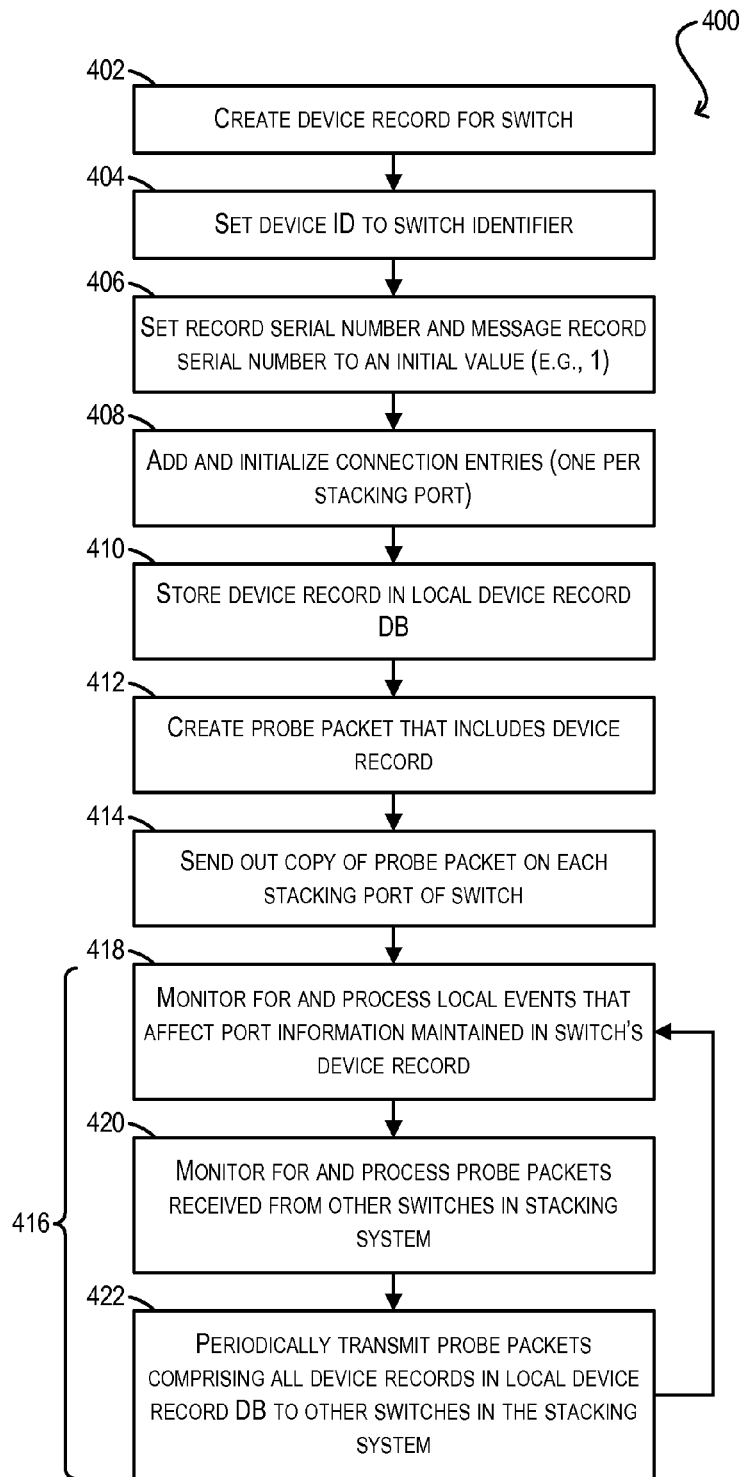 400
402
CREATE DEVICE RECORD FOR SWITCH
404
SET DEVICE ID TO SWITCH IDENTIFIER
406
SET RECORD SERIAL NUMBER AND MESSAGE RECORD
SERIAL NUMBER TO AN INITIAL VALUE (E.G., 1)
408
ADD AND INITIALIZE CONNECTION ENTRIES (ONE PER
STACKING PORT)
410
STORE DEVICE RECORD IN LOCAL DEVICE RECORD
DB
412
CREATE PROBE PACKET THAT INCLUDES DEVICE
RECORD
414
SEND OUT COPY OF PROBE PACKET ON EACH
STACKING PORT OF SWITCH
416
418
MONITOR FOR AND PROCESS LOCAL EVENTS THAT
AFFECT PORT INFORMATION MAINTAINED IN SWITCH'S
DEVICE RECORD
420
MONITOR FOR AND PROCESS PROBE PACKETS
RECEIVED FROM OTHER SWITCHES IN STACKING
SYSTEM
422
PERIODICALLY TRANSMIT PROBE PACKETS
COMPRISING ALL DEVICE RECORDS IN LOCAL DEVICE
RECORD DB TO OTHER SWITCHES IN THE STACKING
SYSTEM